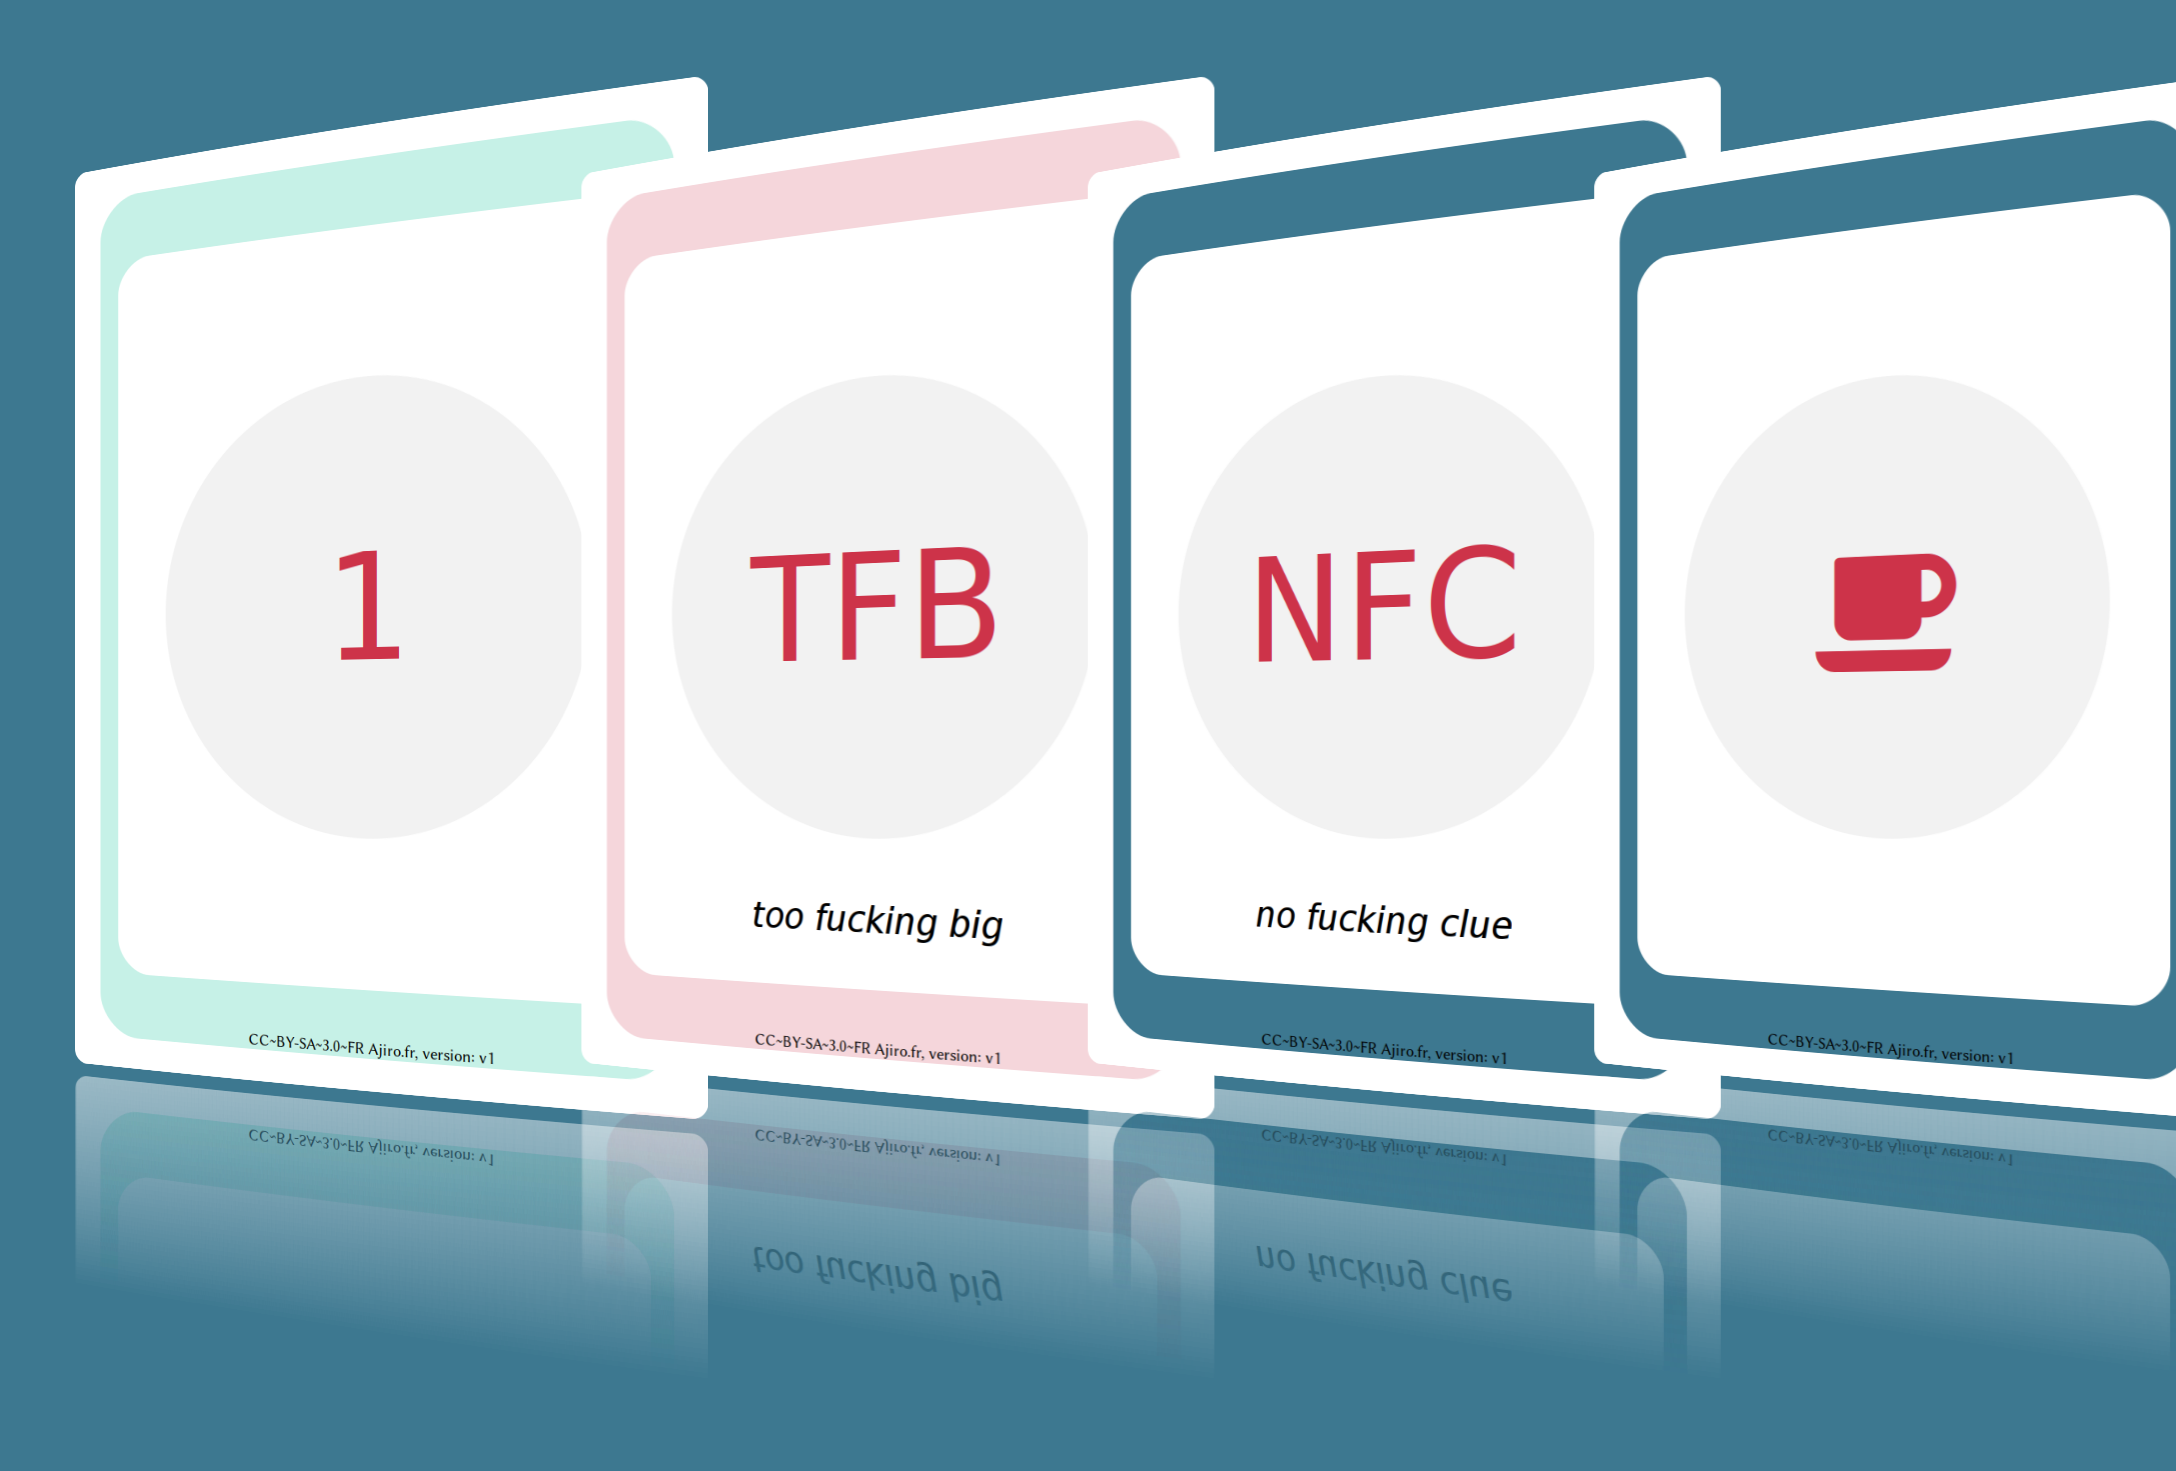 1
TFB
too fucking big
NFC
no fucking clue
CC~BY-SA~3.0~FR Ajiro.fr, version: v1
CC~BY-SA~3.0~FR Ajiro.fr, version: v1
CC~BY-SA~3.0~FR Ajiro.fr, version: v1
CC~BY-SA~3.0~FR Ajiro.fr, version: v1